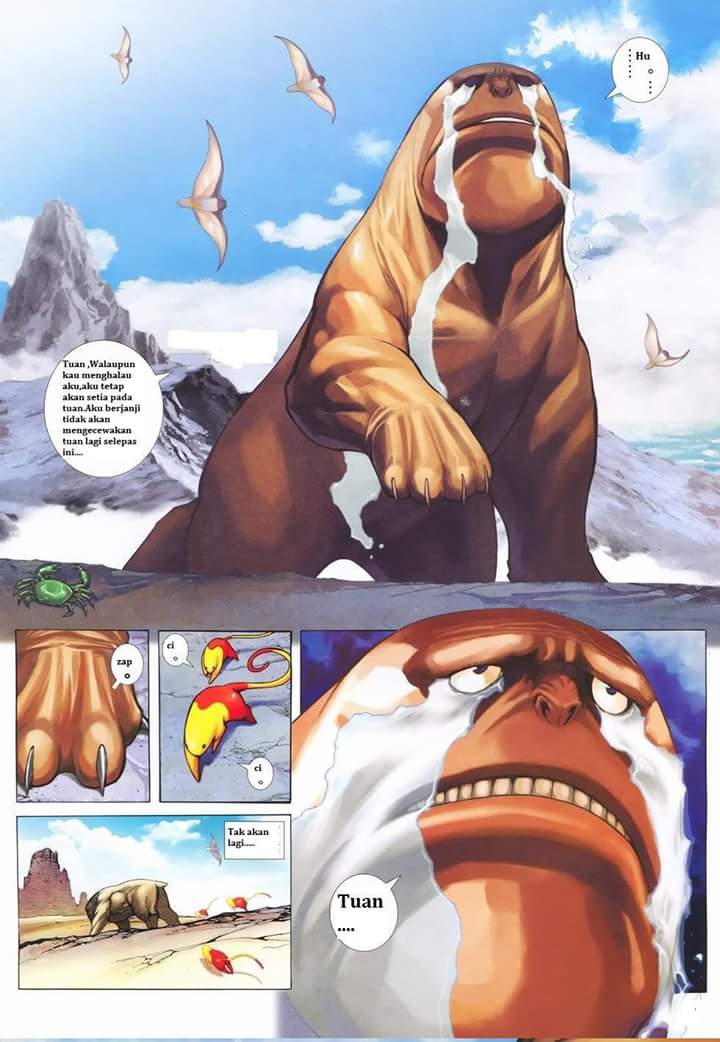 Hu
Tuan ,Walaupun
kau menghalau
aku,aku tetap
akan setia pada
tuan.Aku berjanji
tidak akan
mengecewakan
tuan lagi selepas
ini....
zap
ci
ci
Tak akan
lagi.....
Tuan
....